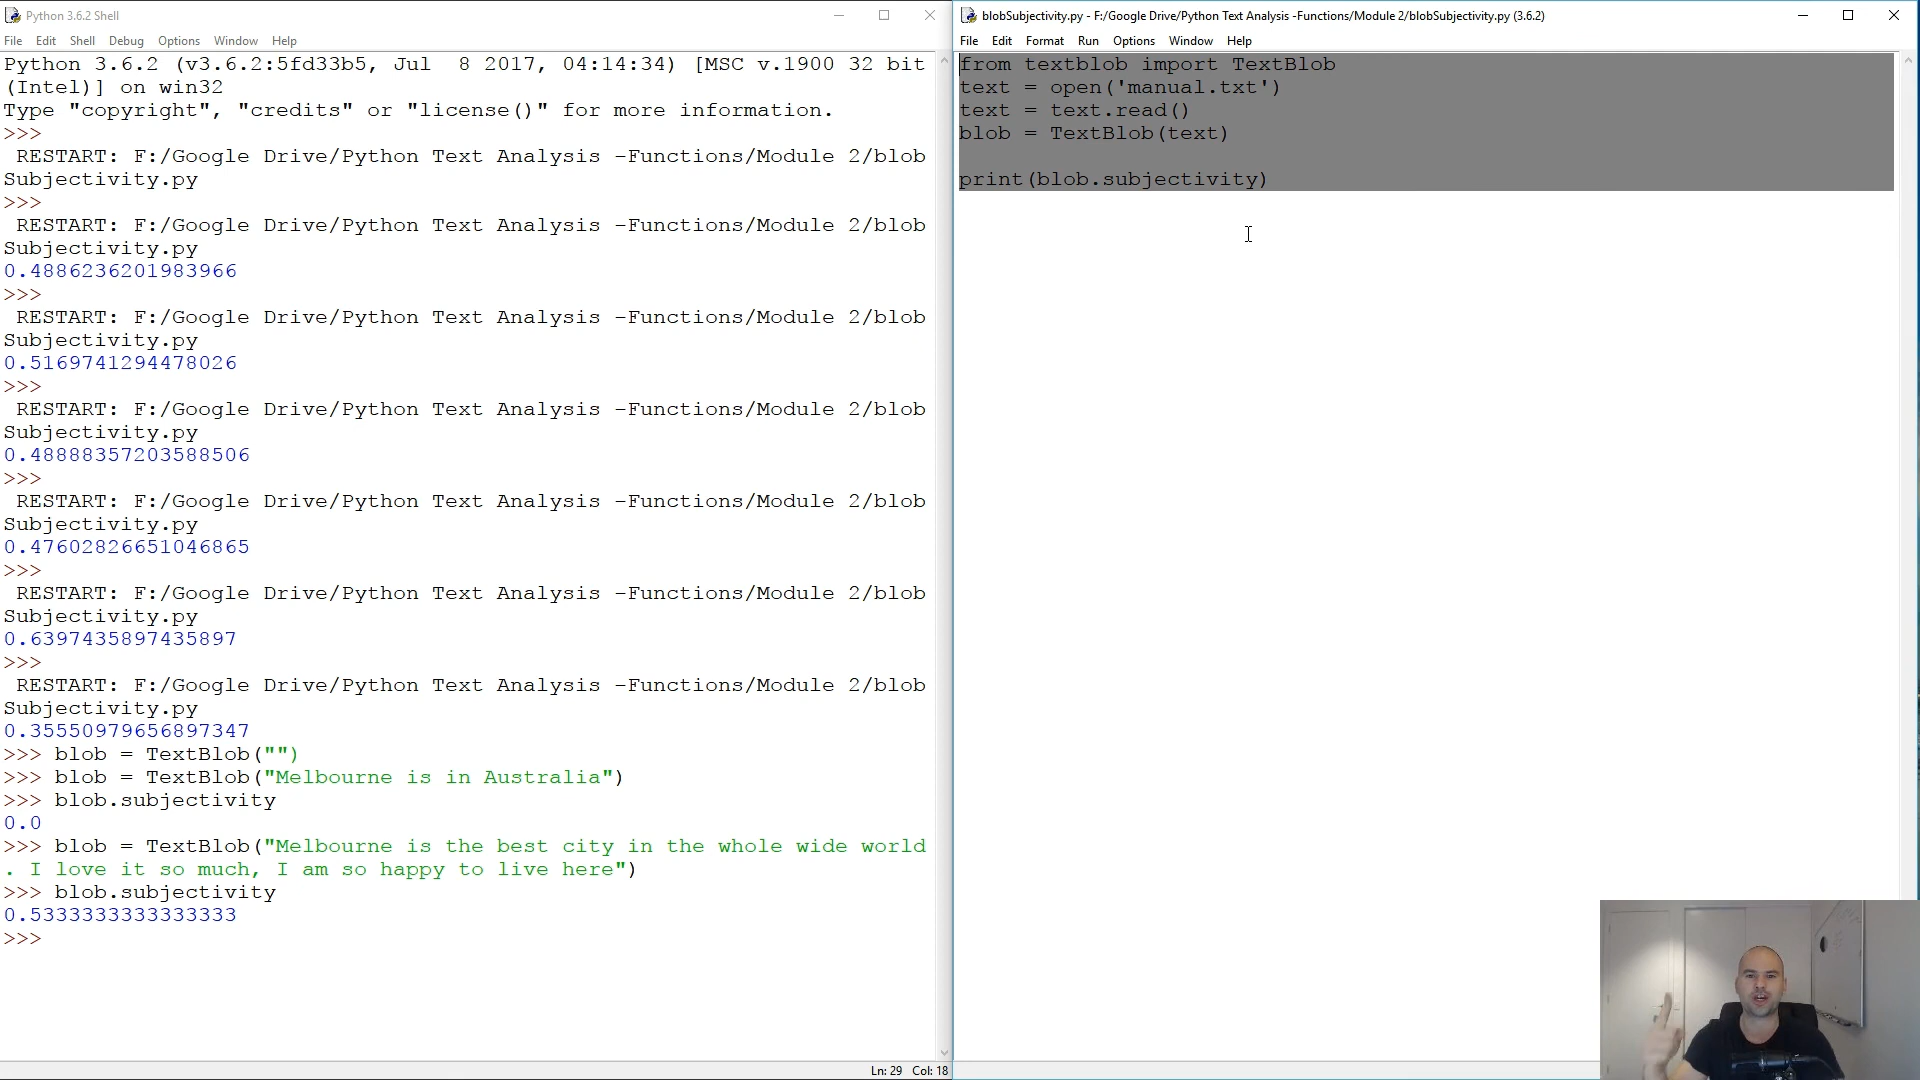 Python 3.6.2 Shell
File Edit Shell Debug Options Window Help
Python 3.6.2 (v3.6.2:5fd33b5, Jul  8 2017, 04:14:34) [MSC v.1900 32 bit
(Intel)] on win32
Type "copyright", "credits" or "license()" for more information.
>>>
RESTART: F:/Google Drive/Python Text Analysis -Functions/Module 2/blob
Subjectivity.py
>>>
RESTART: F:/Google Drive/Python Text Analysis -Functions/Module 2/blob
Subjectivity.py
0.4886236201983966
>>>
RESTART: F:/Google Drive/Python Text Analysis -Functions/Module 2/blob
Subjectivity.py
0.5169741294478026
>>>
RESTART: F:/Google Drive/Python Text Analysis -Functions/Module 2/blob
Subjectivity.py
0.48888357203588506
>>>
RESTART: F:/Google Drive/Python Text Analysis -Functions/Module 2/blob
Subjectivity.py
0.47602826651046865
>>>
RESTART: F:/Google Drive/Python Text Analysis -Functions/Module 2/blob
Subjectivity.py
0.6397435897435897
>>>
RESTART: F:/Google Drive/Python Text Analysis -Functions/Module 2/blob
Subjectivity.py
0.35550979656897347
>>> blob = TextBlob("")
>>> blob = TextBlob("Melbourne is in Australia")
>>> blob.subjectivity
0.0
>>> blob = TextBlob("Melbourne is the best city in the whole wide world
. I love it so much, I am so happy to live here")
>>> blob.subjectivity
0.5333333333333333
>>>
Ln: 29 Col: 18
blobSubjectivity.py - F:/Google Drive/Python Text Analysis -Functions/Module 2/blobSubjectivity.py (3.6.2)
File Edit Format Run Options Window Help
from textblob import TextBlob
text = open('manual.txt')
text = text.read()
blob = TextBlob(text)
print(blob.subjectivity)